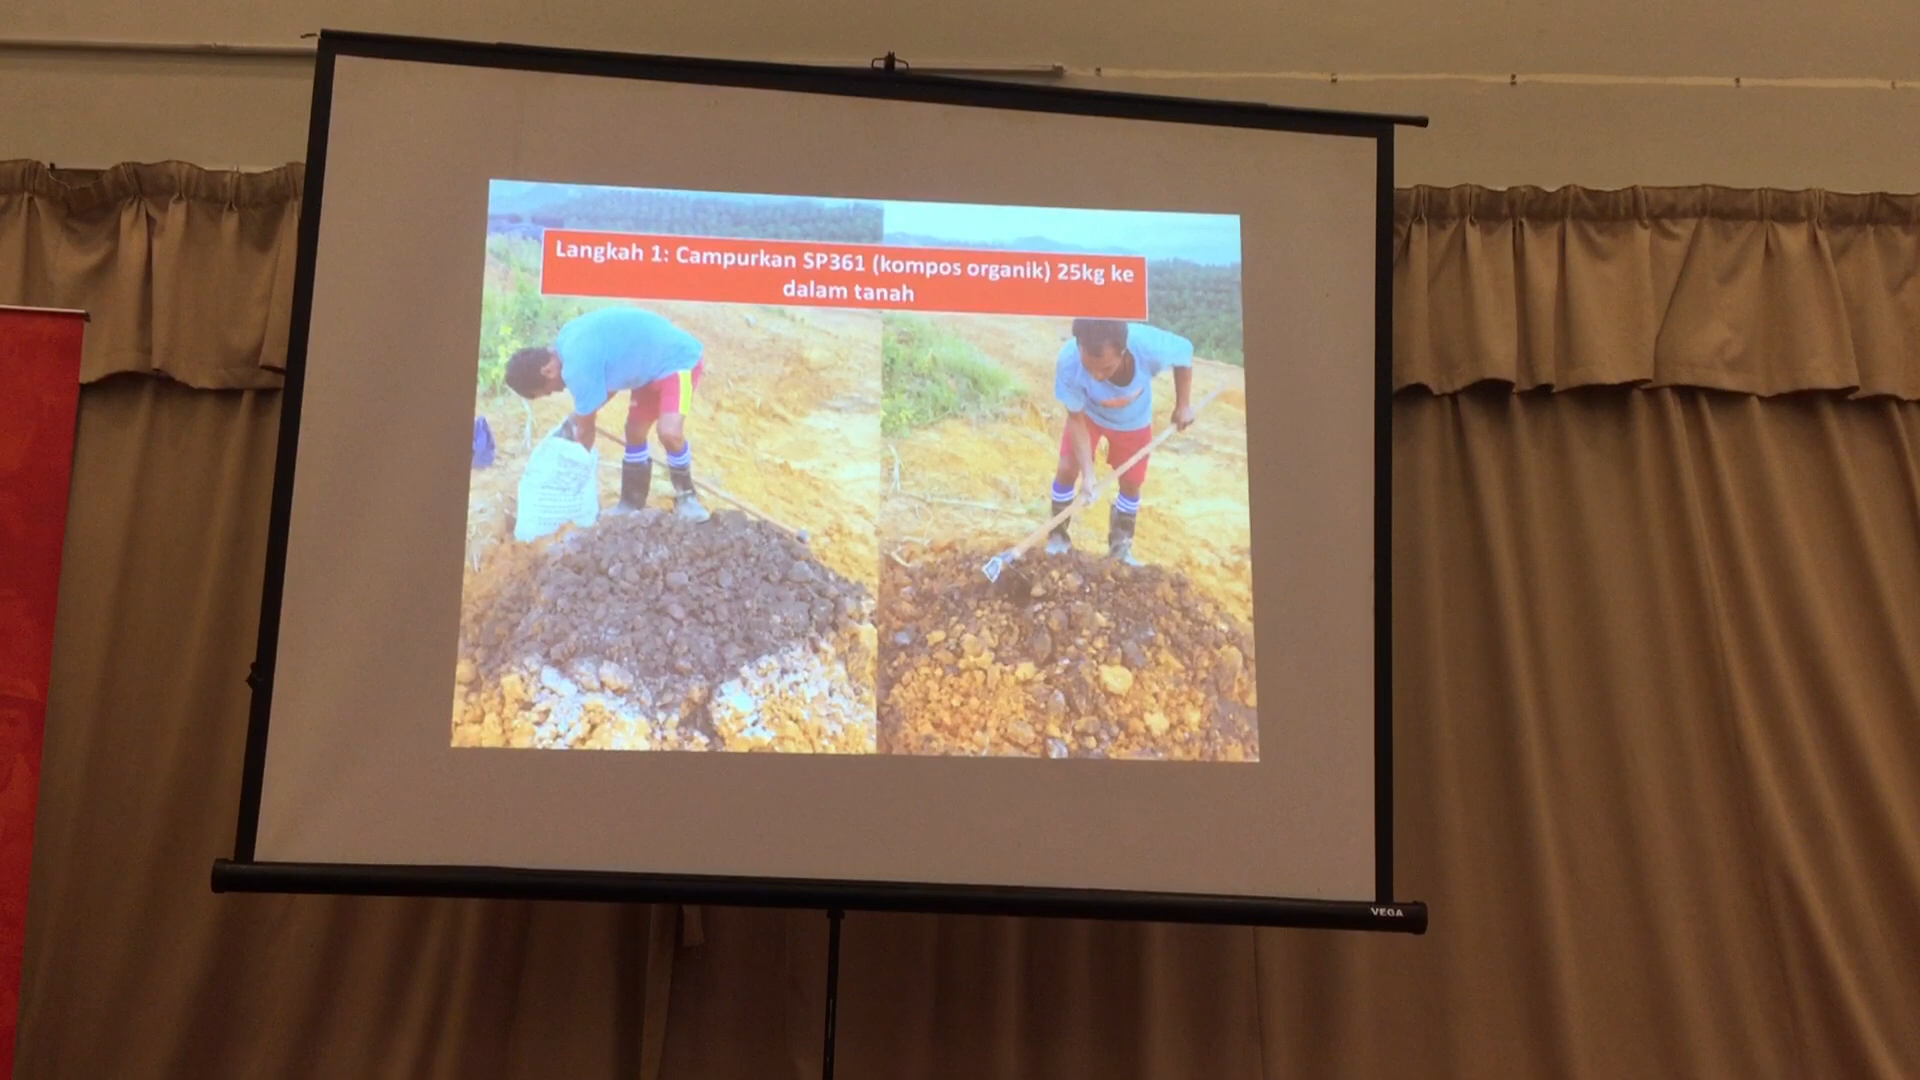 Langkah 1: Campurkan SP361 (kompos organik) 25kg ke
dalam tanah
VEGA